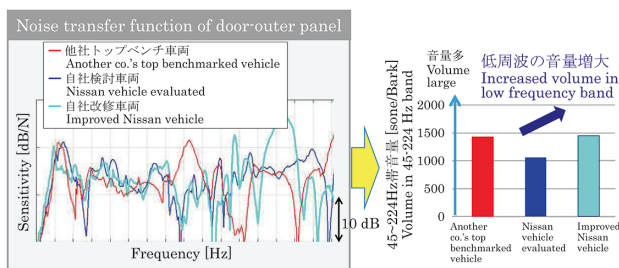 Noise transfer function of door-outer panel
他社トップベンチ車両
Another co.'s top benchmarked vehicle
自社検討車両
Nissan vehicle evaluated
自社改修車両
Improved Nissan vehicle
Sensitivity [dB/N]
Frequency [Hz]
10 dB
45~224Hz帯音量 [sone/Bark]
Volume in 45-224 Hz band
音量多
Volume
large
低周波の音量増大
Increased volume in
low frequency band
2000
1500
1000
500
0
Another
co.'s top
benchmarked
vehicle
Nissan
vehicle
evaluated
Improved
Nissan
vehicle